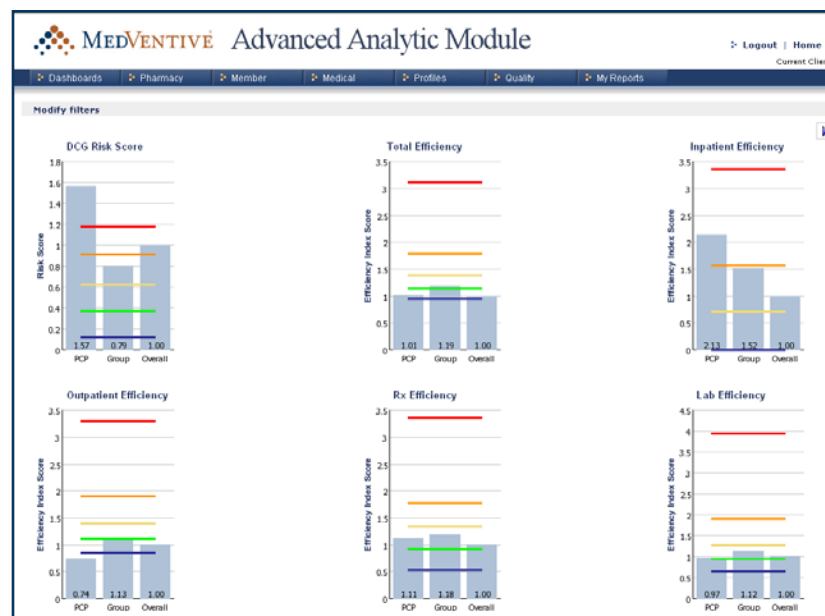 MEDVENTIVE Advanced Analytic Module
Logout | Home
Current Clie
Dashboards Pharmacy Member Medical Profiles Quality My Reports
Modify filters
DCG Risk Score
Risk Score
1.8
1.6
1.4
1.2
1
0.8
0.6
0.4
0.2
0
1.57 0.79 1.00
PCP Group Overall
Total Efficiency
Efficiency Index Score
3.5
3
2.5
2
1.5
1
0.5
0
1.01 1.19 1.00
PCP Group Overall
Inpatient Efficiency
Efficiency Index Score
3.5
3
2.5
2
1.5
1
0.5
0
2.13 1.52 1.00
PCP Group Overall
Outpatient Efficiency
Efficiency Index Score
3.5
3
2.5
2
1.5
1
0.5
0
0.74 1.13 1.00
PCP Group Overall
Rx Efficiency
Efficiency Index Score
3.5
3
2.5
2
1.5
1
0.5
0
1.11 1.18 1.00
PCP Group Overall
Lab Efficiency
Efficiency Index Score
4.5
4
3.5
3
2.5
2
1.5
1
0.5
0
0.97 1.12 1.00
PCP Group Overall